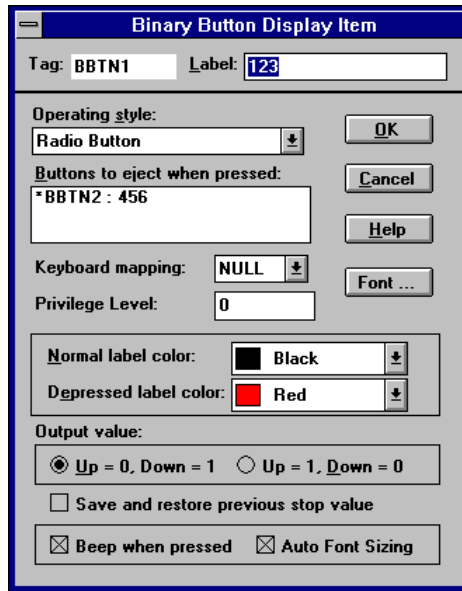 Binary Button Display Item
Tag: BBTN1 Label: 123
Operating style:
Radio Button
OK
Buttons to eject when pressed:
*BBTN2 : 456
Cancel
Help
Keyboard mapping: NULL
Font ...
Privilege Level: 0
Normal label color: Black
Depressed label color: Red
Output value:
Up = 0, Down = 1 Up = 1, Down = 0
Save and restore previous stop value
Beep when pressed Auto Font Sizing